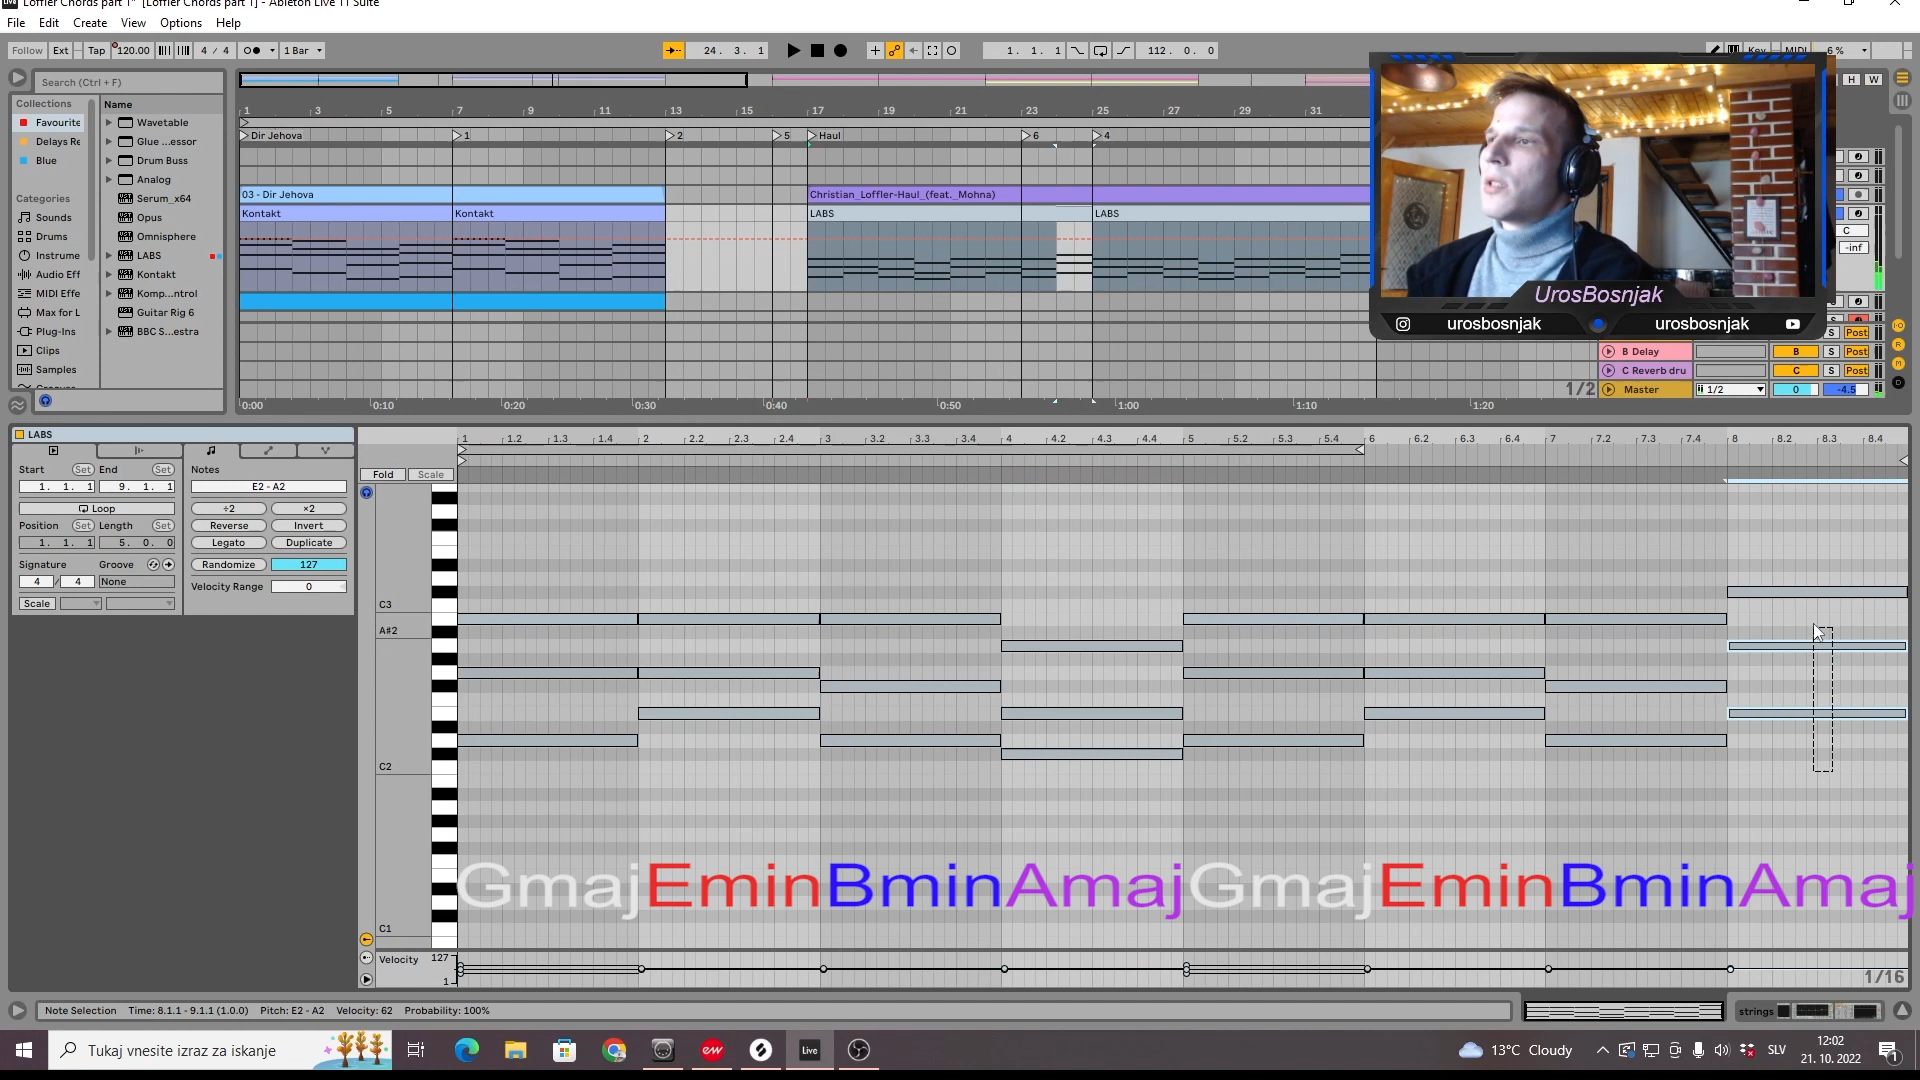 Loffler Chords part 1* [Loffler Chords part 1] - Ableton Live 11 Suite
File Edit Create View Options Help
Follow Ext Tap 120.00 4 / 4 1 Bar 24. 3. 1 1. 1. 1 112. 0. 0 Key MIDI 6 %
Search (Ctrl + F)
H W
Collections Name
Favourite Wavetable
Delays Re Glue ...essor
Blue Drum Buss
Analog
Categories Serum_x64
Sounds Opus
Drums Omnisphere
Instrume LABS
Audio Eff Kontakt
MIDI Effe Komp...ntrol
Max for L Guitar Rig 6
Plug-Ins BBC S...estra
Clips
Samples
1 3 5 7 9 11 13 15 17 19 21 23 25 27 29 31
Dir Jehova 1 2 5 Haul 6 4
03 - Dir Jehova Christian_Loffler-Haul_(feat._Mohna)
Kontakt Kontakt LABS LABS
C
-inf
UrosBosnjak
urosbosnjak urosbosnjak
S Post
B Delay B S Post
C Reverb dru C S Post
1/2 Master 1/2 0 -4.5
0:00 0:10 0:20 0:30 0:40 0:50 1:00 1:10 1:20
LABS
Start Set End Set
1. 1. 1 9. 1. 1
Loop
Position Set Length Set
1. 1. 1 5. 0. 0
Signature Groove
4 / 4 None
Scale
Notes
E2 - A2
÷2 ×2
Reverse Invert
Legato Duplicate
Randomize 127
Velocity Range 0
1 1.2 1.3 1.4 2 2.2 2.3 2.4 3 3.2 3.3 3.4 4 4.2 4.3 4.4 5 5.2 5.3 5.4 6 6.2 6.3 6.4 7 7.2 7.3 7.4 8 8.2 8.3 8.4
Fold Scale
C3
A#2
C2
C1
GmajEminBminAmajGmajEminBminAmaj
Velocity 127
1
1/16
Note Selection Time: 8.1.1 - 9.1.1 (1.0.0) Pitch: E2 - A2 Velocity: 62 Probability: 100%
strings
Tukaj vnesite izraz za iskanje
ew
Live
13°C Cloudy
SLV
12:02
21. 10. 2022
1